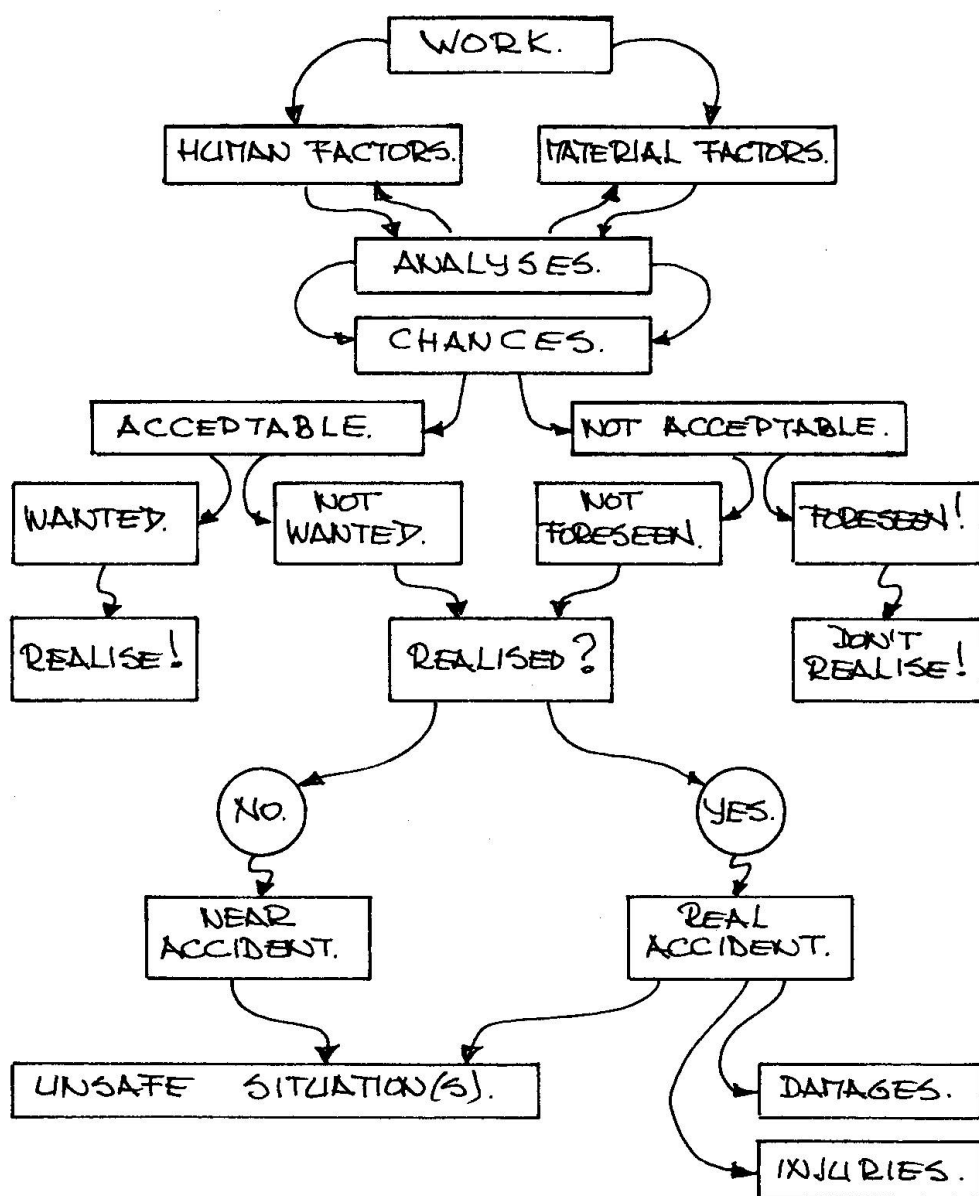 WORK.
HUMAN FACTORS.
MATERIAL FACTORS.
ANALYSES.
CHANCES.
ACCEPTABLE.
NOT ACCEPTABLE.
WANTED.
NOT
WANTED.
NOT
FORESEEN.
FORESEEN!
REALISE!
REALISED?
DON'T
REALISE!
NO.
YES.
NEAR
ACCIDENT.
REAL
ACCIDENT.
UNSAFE SITUATION(S).
DAMAGES.
INJURIES.